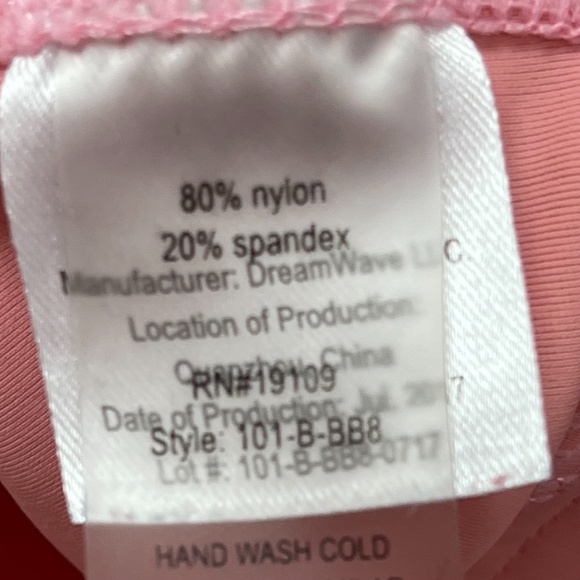 80% nylon
20% spandex
Manufacturer: DreamWave LLC.
Location of Production:
Quanzhou, China
RN#19109
Date of Production: Jul. 2017
Style: 101-B-BB8
Lot #: 101-B-BB8-0717
HAND WASH COLD